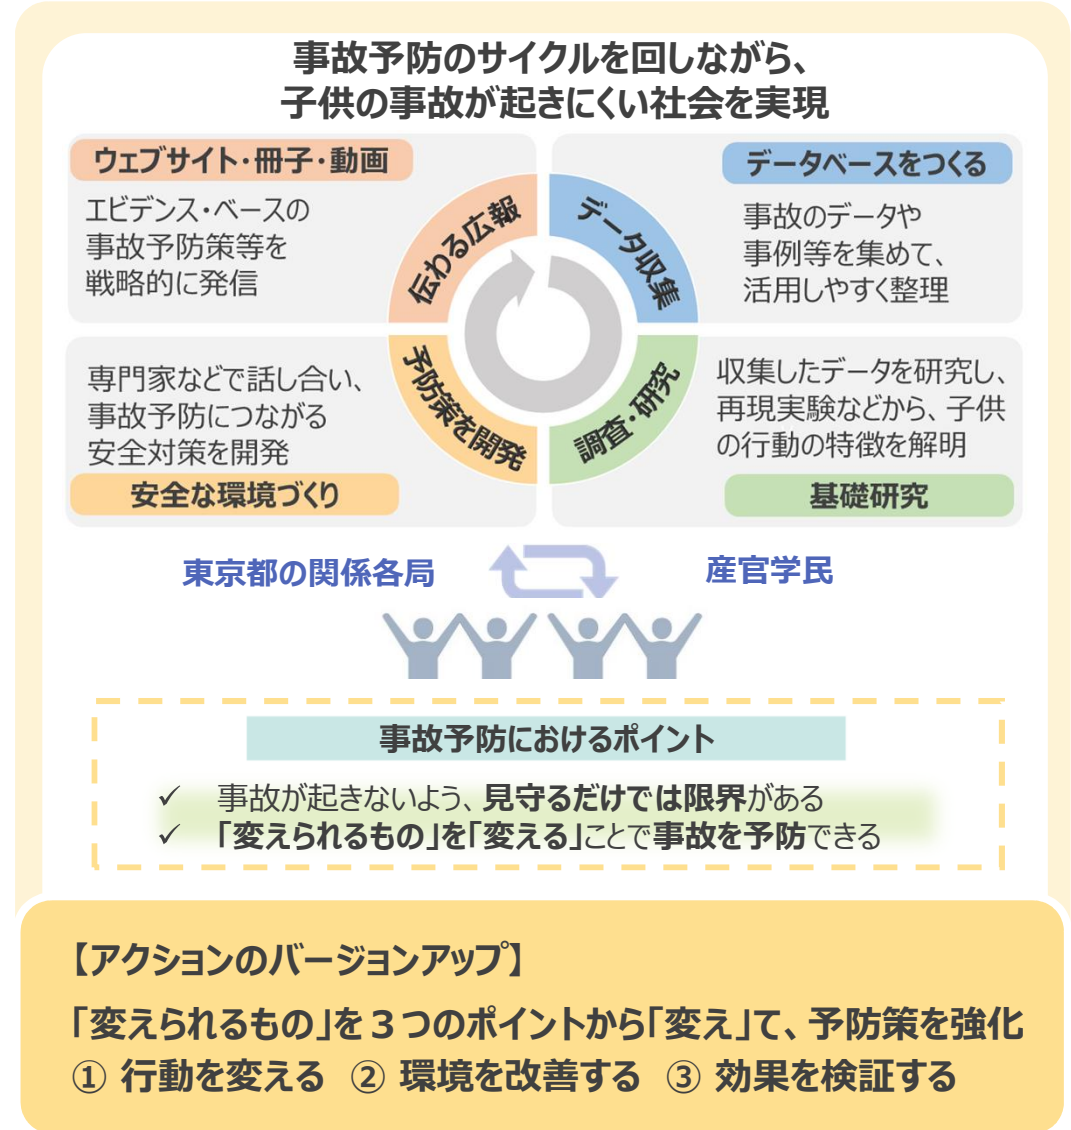 事故予防のサイクルを回しながら、
子供の事故が起きにくい社会を実現
ウェブサイト・冊子・動画
エビデンス・ベースの
事故予防策等を
戦略的に発信
伝わる広報
データ収集
データベースをつくる
事故のデータや
事例等を集めて、
活用しやすく整理
専門家などで話し合い、
事故予防につながる
安全対策を開発
安全な環境づくり
予防策を開発
調査・研究
収集したデータを研究し、
再現実験などから、子供
の行動の特徴を解明
基礎研究
東京都の関係各局
産官学民
事故予防におけるポイント
✓ 事故が起きないよう、見守るだけでは限界がある
✓ 「変えられるもの」を「変える」ことで事故を予防できる
【アクションのバージョンアップ】
「変えられるもの」を3つのポイントから「変え」て、予防策を強化
① 行動を変える ② 環境を改善する ③ 効果を検証する